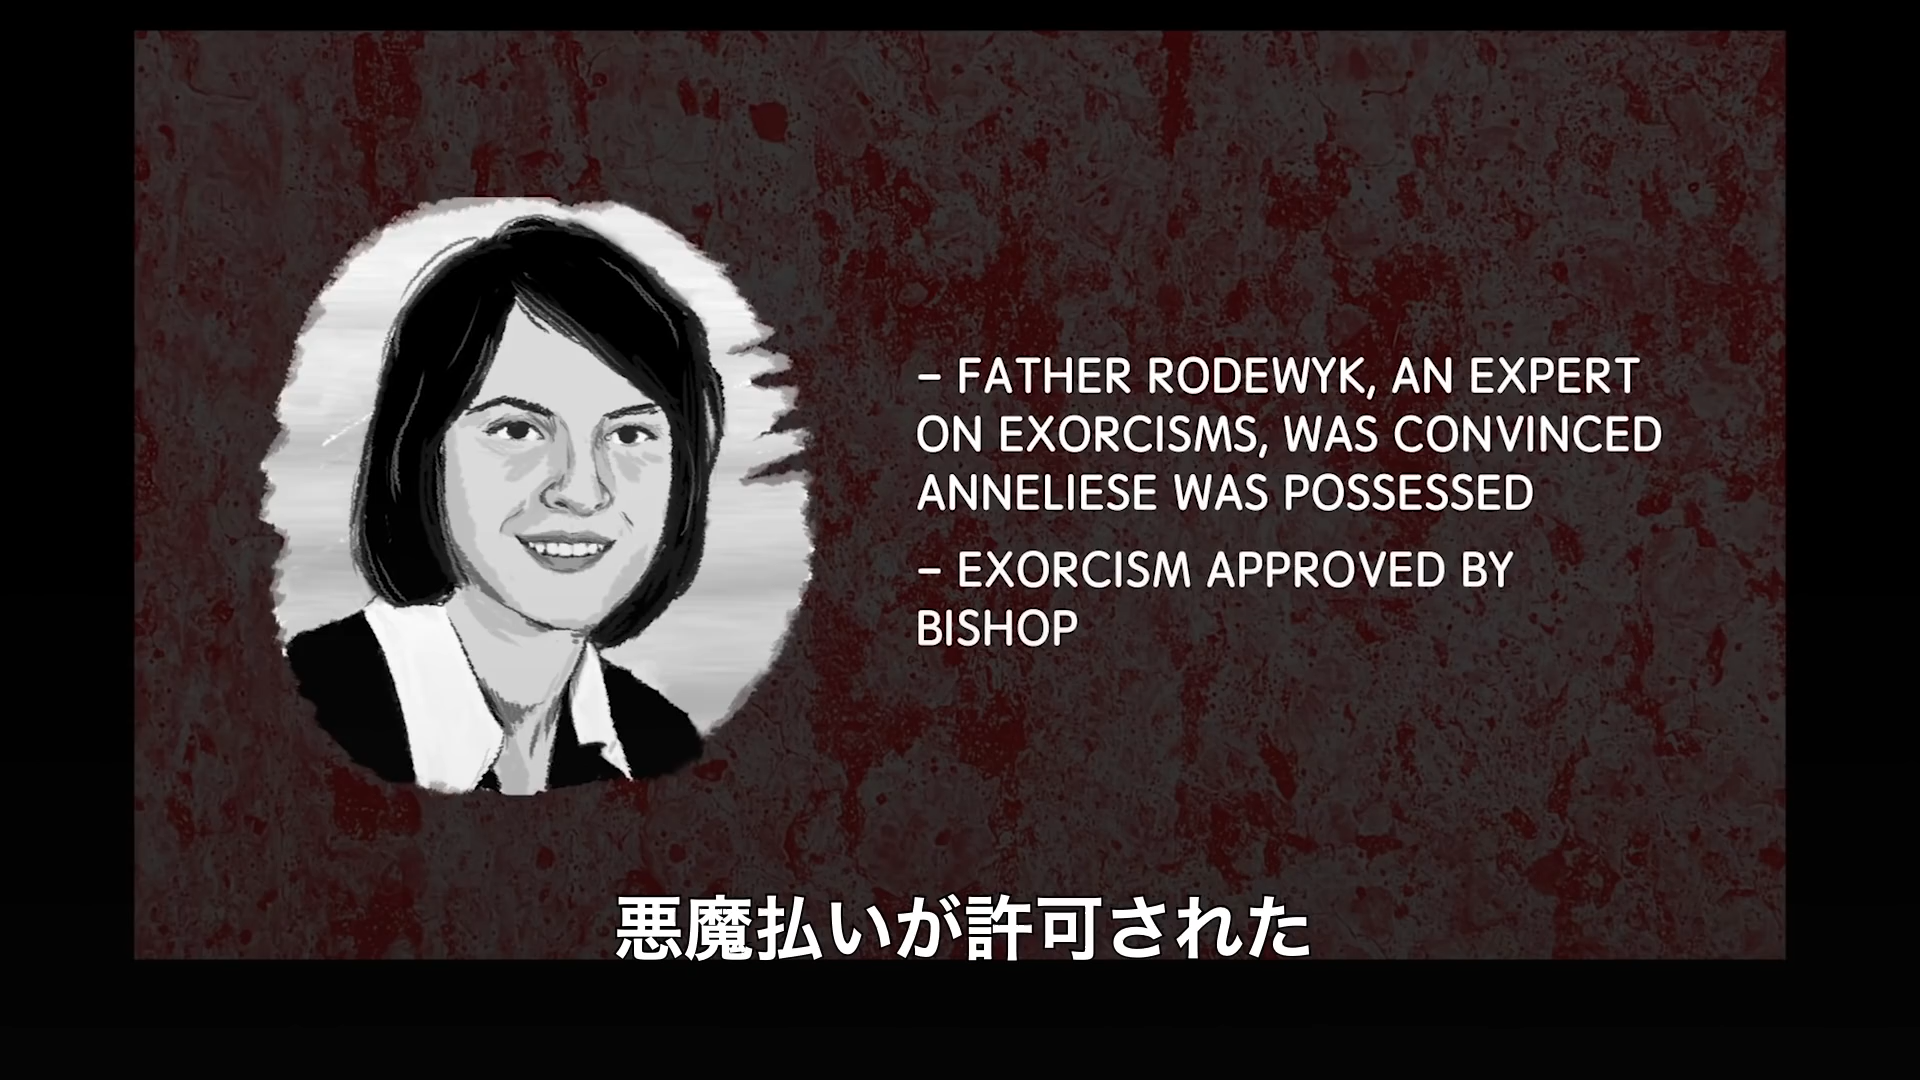 – FATHER RODEWYK, AN EXPERT
ON EXORCISMS, WAS CONVINCED
ANNELIESE WAS POSSESSED
– EXORCISM APPROVED BY
BISHOP
悪魔払いが許可された